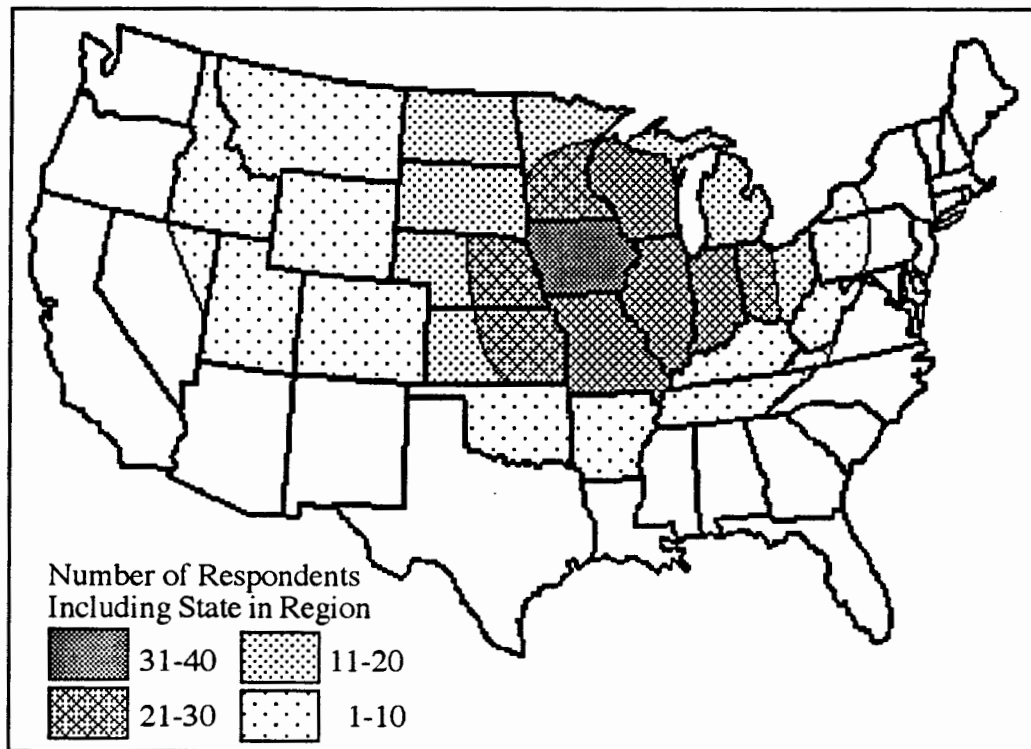 Number of Respondents
Including State in Region
31-40
11-20
21-30
1-10